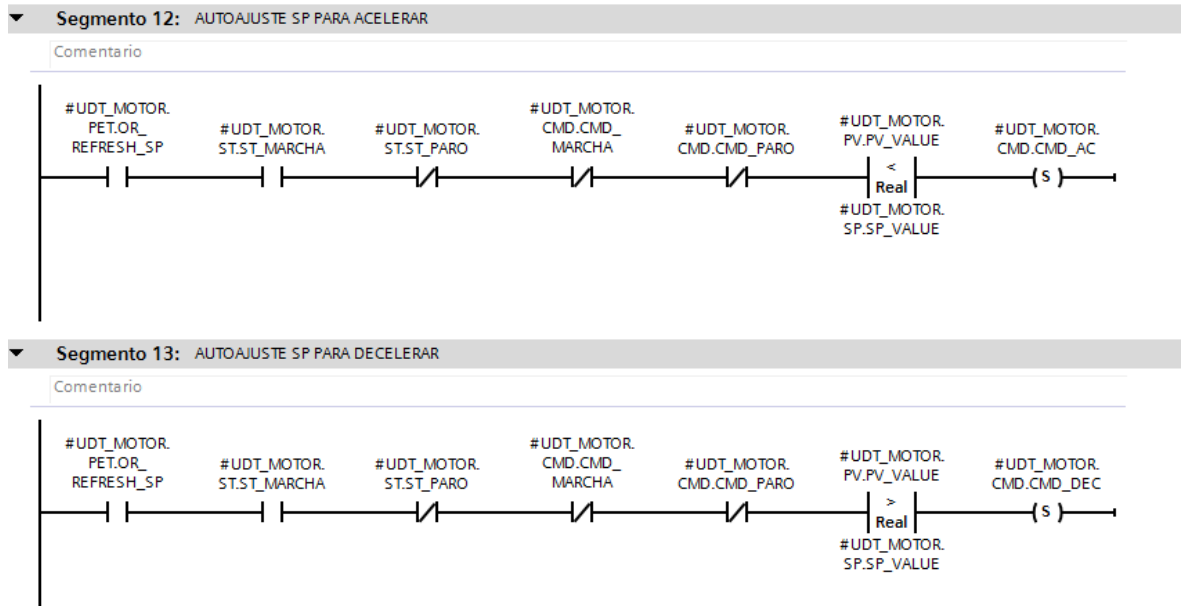 Segmento 12: AUTOAJUSTE SP PARA ACELERAR
Comentario
#UDT_MOTOR.
PET.OR_
REFRESH_SP
#UDT_MOTOR.
ST.ST_MARCHA
#UDT_MOTOR.
ST.ST_PARO
#UDT_MOTOR.
CMD.CMD_
MARCHA
#UDT_MOTOR.
CMD.CMD_PARO
#UDT_MOTOR.
PV.PV_VALUE
<
Real
#UDT_MOTOR.
SP.SP_VALUE
#UDT_MOTOR.
CMD.CMD_AC
S
Segmento 13: AUTOAJUSTE SP PARA DECELERAR
Comentario
#UDT_MOTOR.
PET.OR_
REFRESH_SP
#UDT_MOTOR.
ST.ST_MARCHA
#UDT_MOTOR.
ST.ST_PARO
#UDT_MOTOR.
CMD.CMD_
MARCHA
#UDT_MOTOR.
CMD.CMD_PARO
#UDT_MOTOR.
PV.PV_VALUE
>
Real
#UDT_MOTOR.
SP.SP_VALUE
#UDT_MOTOR.
CMD.CMD_DEC
S